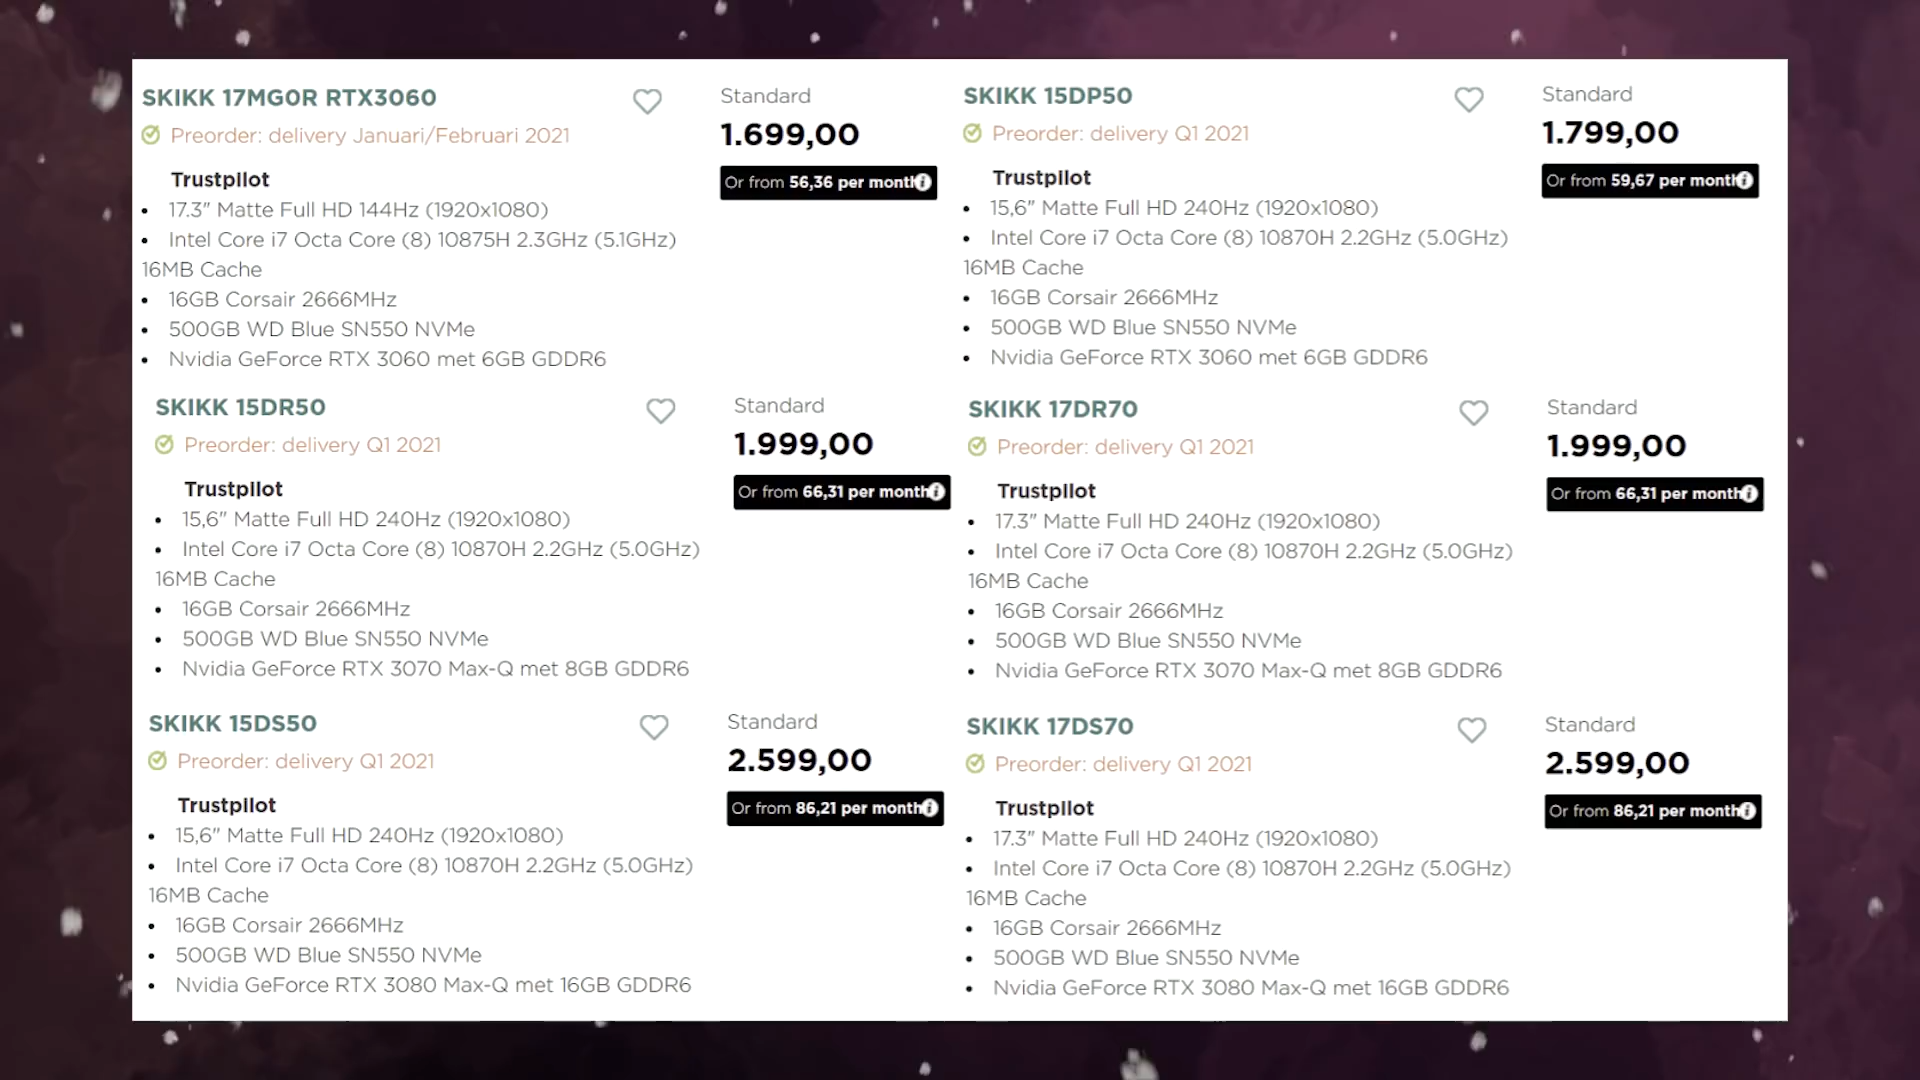 SKIKK 17MG0R RTX3060
Preorder: delivery Januari/Februari 2021
Trustpilot
• 17.3" Matte Full HD 144Hz (1920x1080)
• Intel Core i7 Octa Core (8) 10875H 2.3GHz (5.1GHz)
16MB Cache
• 16GB Corsair 2666MHz
• 500GB WD Blue SN550 NVMe
• Nvidia GeForce RTX 3060 met 6GB GDDR6
Standard
1.699,00
Or from 56,36 per month
SKIKK 15DP50
Preorder: delivery Q1 2021
Trustpilot
• 15,6" Matte Full HD 240Hz (1920x1080)
• Intel Core i7 Octa Core (8) 10870H 2.2GHz (5.0GHz)
16MB Cache
• 16GB Corsair 2666MHz
• 500GB WD Blue SN550 NVMe
• Nvidia GeForce RTX 3060 met 6GB GDDR6
Standard
1.799,00
Or from 59,67 per month
SKIKK 15DR50
Preorder: delivery Q1 2021
Trustpilot
• 15,6" Matte Full HD 240Hz (1920x1080)
• Intel Core i7 Octa Core (8) 10870H 2.2GHz (5.0GHz)
16MB Cache
• 16GB Corsair 2666MHz
• 500GB WD Blue SN550 NVMe
• Nvidia GeForce RTX 3070 Max-Q met 8GB GDDR6
Standard
1.999,00
Or from 66,31 per month
SKIKK 17DR70
Preorder: delivery Q1 2021
Trustpilot
• 17.3" Matte Full HD 240Hz (1920x1080)
• Intel Core i7 Octa Core (8) 10870H 2.2GHz (5.0GHz)
16MB Cache
• 16GB Corsair 2666MHz
• 500GB WD Blue SN550 NVMe
• Nvidia GeForce RTX 3070 Max-Q met 8GB GDDR6
Standard
1.999,00
Or from 66,31 per month
SKIKK 15DS50
Preorder: delivery Q1 2021
Trustpilot
• 15,6" Matte Full HD 240Hz (1920x1080)
• Intel Core i7 Octa Core (8) 10870H 2.2GHz (5.0GHz)
16MB Cache
• 16GB Corsair 2666MHz
• 500GB WD Blue SN550 NVMe
• Nvidia GeForce RTX 3080 Max-Q met 16GB GDDR6
Standard
2.599,00
Or from 86,21 per month
SKIKK 17DS70
Preorder: delivery Q1 2021
Trustpilot
• 17.3" Matte Full HD 240Hz (1920x1080)
• Intel Core i7 Octa Core (8) 10870H 2.2GHz (5.0GHz)
16MB Cache
• 16GB Corsair 2666MHz
• 500GB WD Blue SN550 NVMe
• Nvidia GeForce RTX 3080 Max-Q met 16GB GDDR6
Standard
2.599,00
Or from 86,21 per month